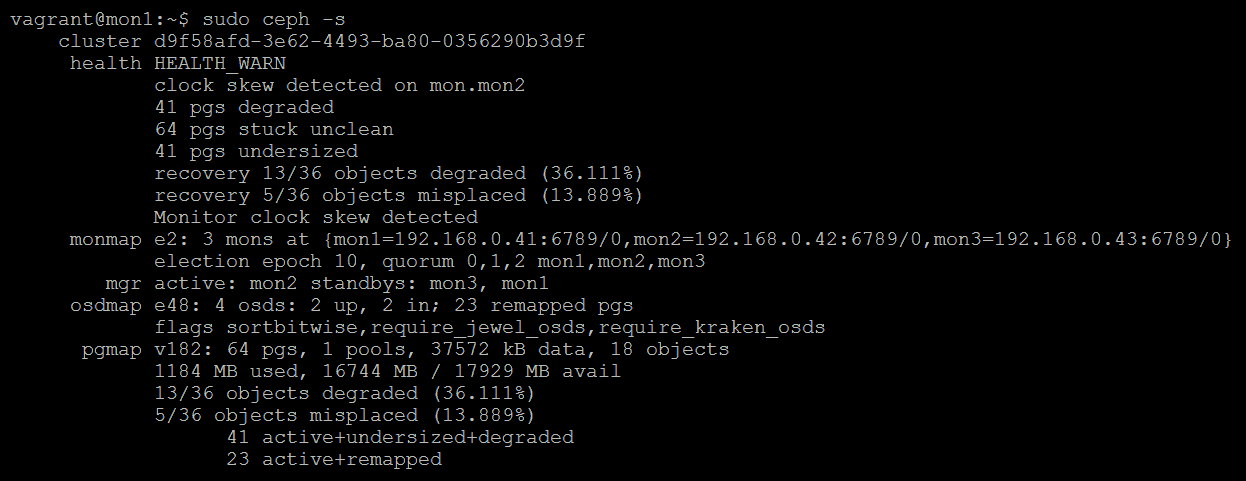 vagrant@mon1:~$ sudo ceph -s
cluster d9f58afd-3e62-4493-ba80-0356290b3d9f
health HEALTH_WARN
clock skew detected on mon.mon2
41 pgs degraded
64 pgs stuck unclean
41 pgs undersized
recovery 13/36 objects degraded (36.111%)
recovery 5/36 objects misplaced (13.889%)
Monitor clock skew detected
monmap e2: 3 mons at {mon1=192.168.0.41:6789/0,mon2=192.168.0.42:6789/0,mon3=192.168.0.43:6789/0}
election epoch 10, quorum 0,1,2 mon1,mon2,mon3
mgr active: mon2 standbys: mon3, mon1
osdmap e48: 4 osds: 2 up, 2 in; 23 remapped pgs
flags sortbitwise,require_jewel_osds,require_kraken_osds
pgmap v182: 64 pgs, 1 pools, 37572 kB data, 18 objects
1184 MB used, 16744 MB / 17929 MB avail
13/36 objects degraded (36.111%)
5/36 objects misplaced (13.889%)
41 active+undersized+degraded
23 active+remapped